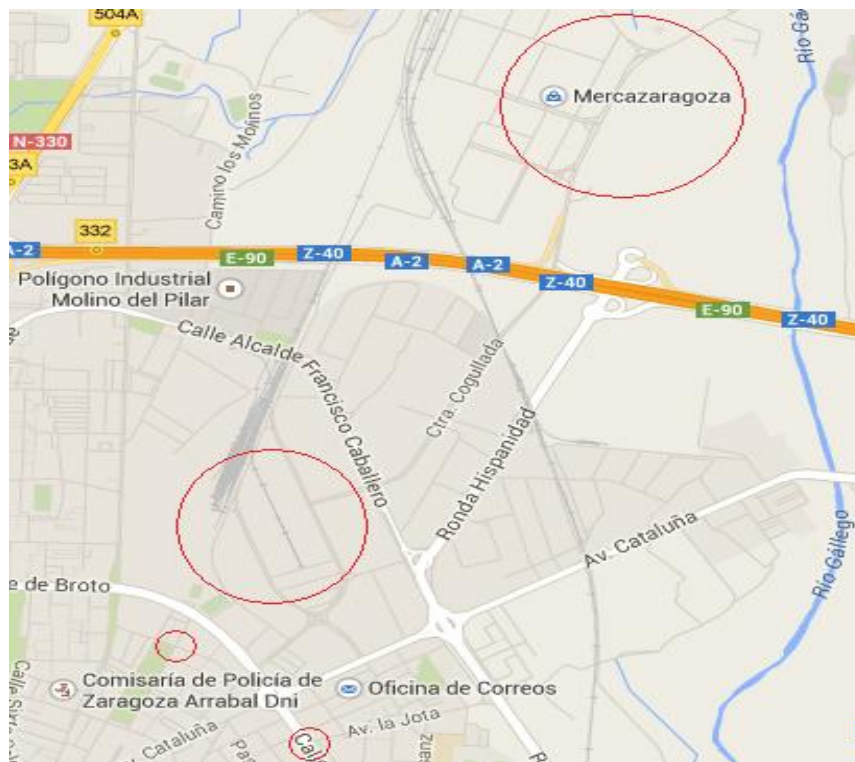 504A
Río Gállego
Mercazaragoza
N-330
3A
Camino los Molinos
332
A-2
E-90
Z-40
A-2
A-2
Z-40
E-90
Z-40
Polígono Industrial
Molino del Pilar
Calle Alcalde Francisco Caballero
Ctra. Cogullada
Ronda Hispanidad
Av. Cataluña
Río Gállego
e de Broto
Comisaría de Policía de
Zaragoza Arrabal Dni
Oficina de Correos
Av. la Jota
Cataluña
Calle